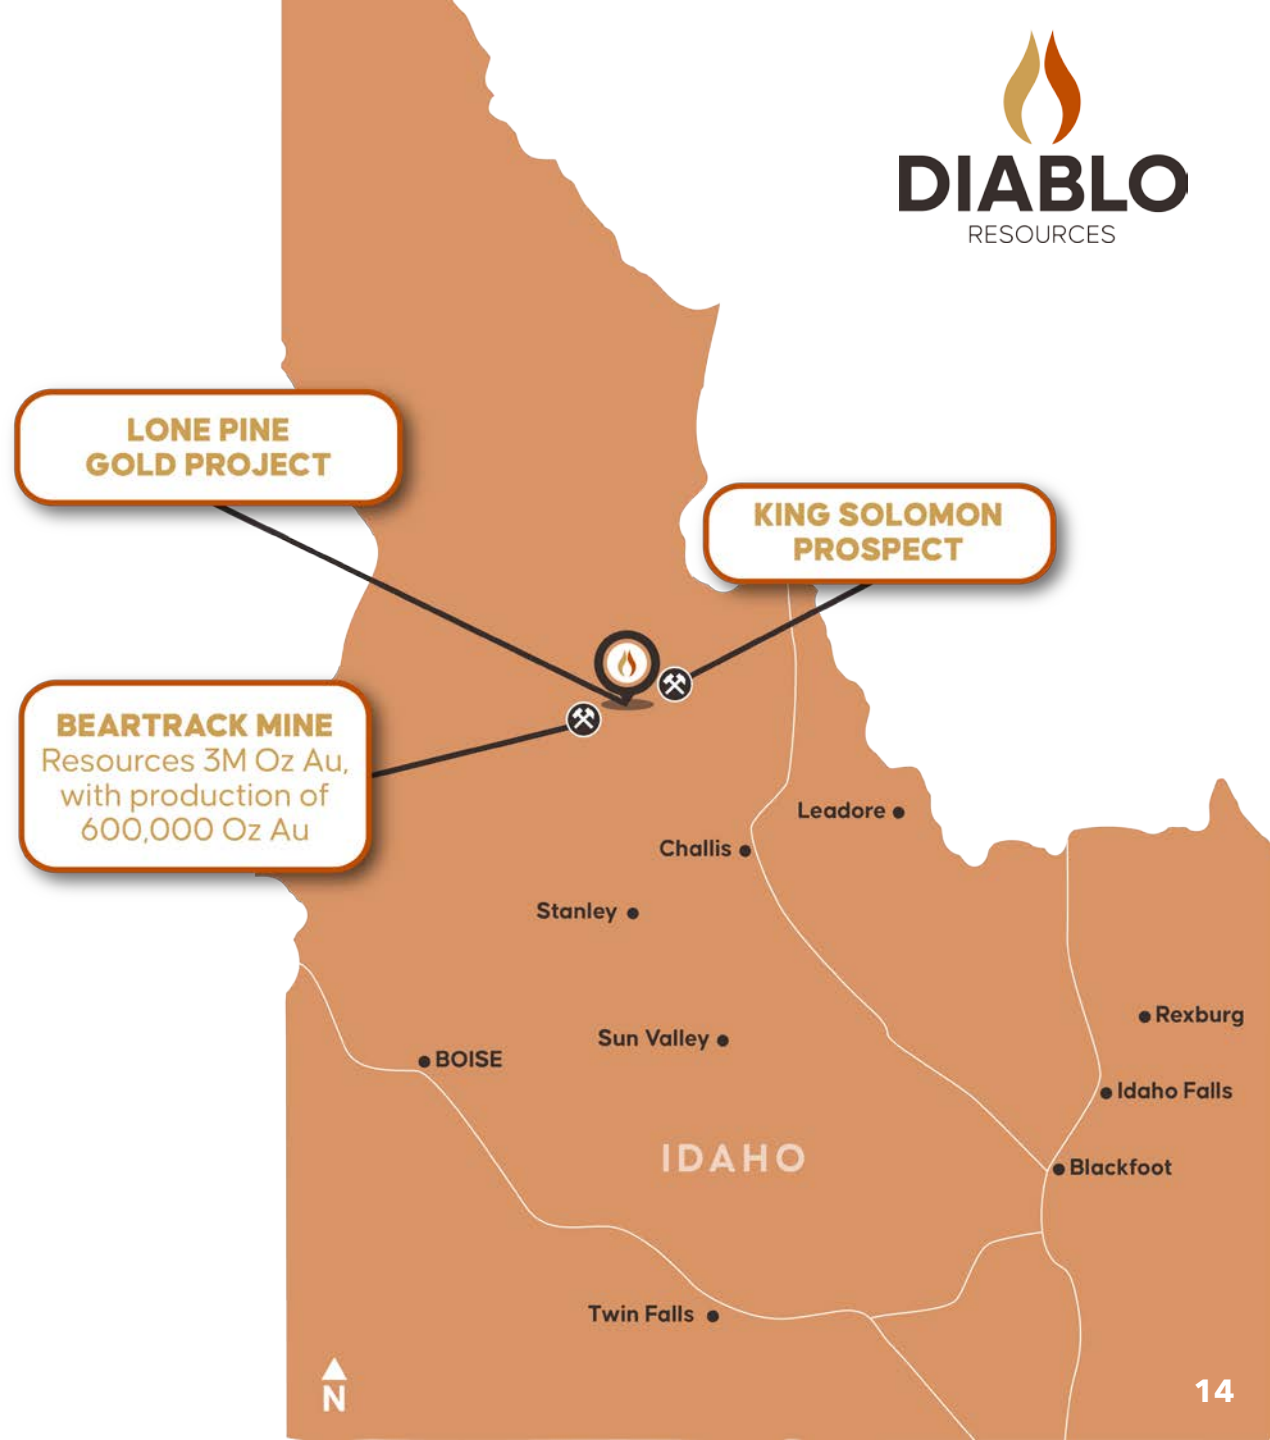 DIABLO
RESOURCES
LONE PINE
GOLD PROJECT
KING SOLOMON
PROSPECT
BEARTRACK MINE
Resources 3M Oz Au,
with production of
600,000 Oz Au
Leadore
Challis
Stanley
Rexburg
Sun Valley
BOISE
Idaho Falls
IDAHO
Blackfoot
Twin Falls
N
14